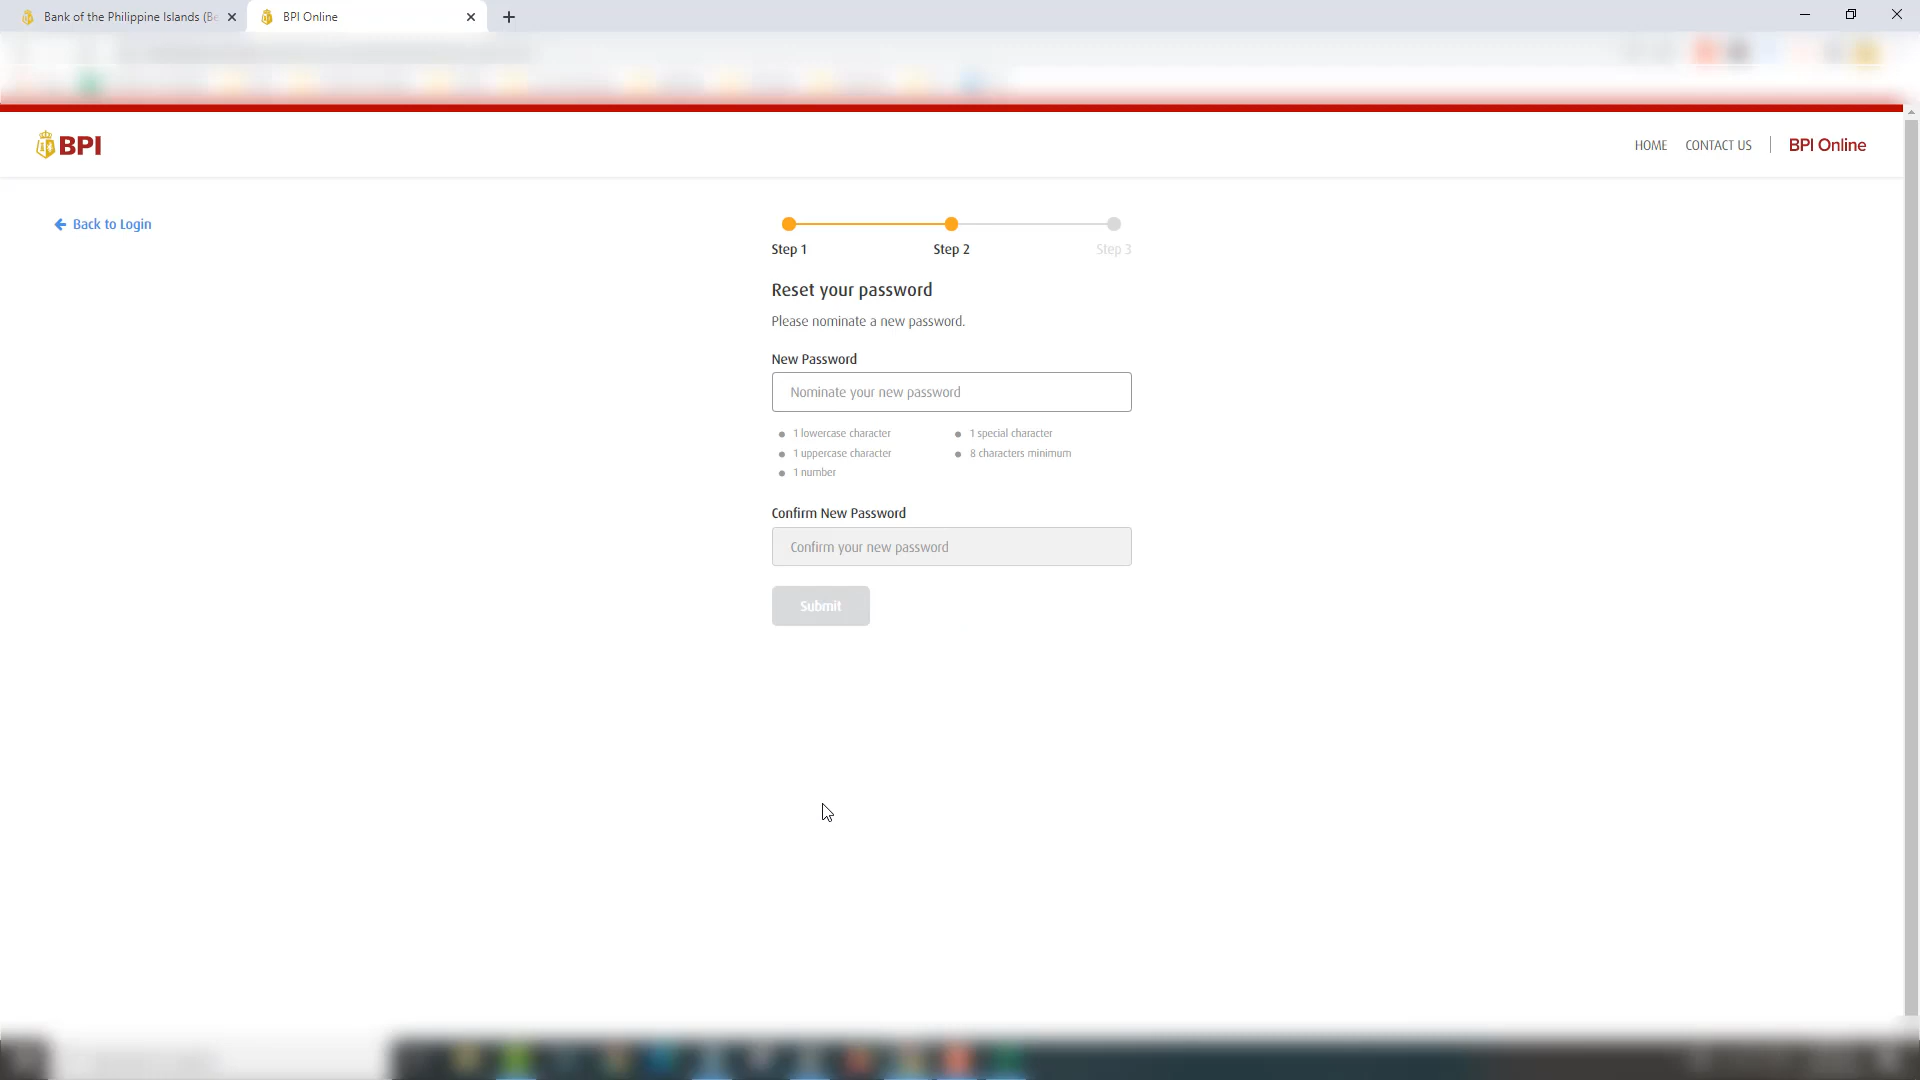 Bank of the Philippine Islands (Be
BPI Online
BPI
HOME
CONTACT US
BPI Online
Back to Login
Step 1
Step 2
Step 3
Reset your password
Please nominate a new password.
New Password
Nominate your new password
1 lowercase character
1 special character
1 uppercase character
8 characters minimum
1 number
Confirm New Password
Confirm your new password
Submit